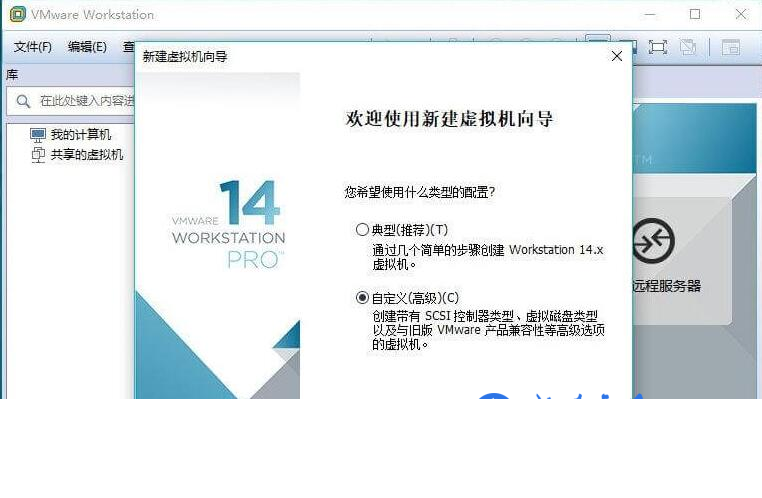 VMware Workstation
文件(F) 编辑(E) 查
新建虚拟机向导
库
在此处键入内容进
我的计算机
共享的虚拟机
欢迎使用新建虚拟机向导
您希望使用什么类型的配置?
14
VMWARE
WORKSTATION
PRO™
典型(推荐)(T)
通过几个简单的步骤创建 Workstation 14.x
虚拟机。
自定义(高级)(C)
创建带有 SCSI 控制器类型、虚拟磁盘类型
以及与旧版 VMware 产品兼容性等高级选项
的虚拟机。
TM
远程服务器